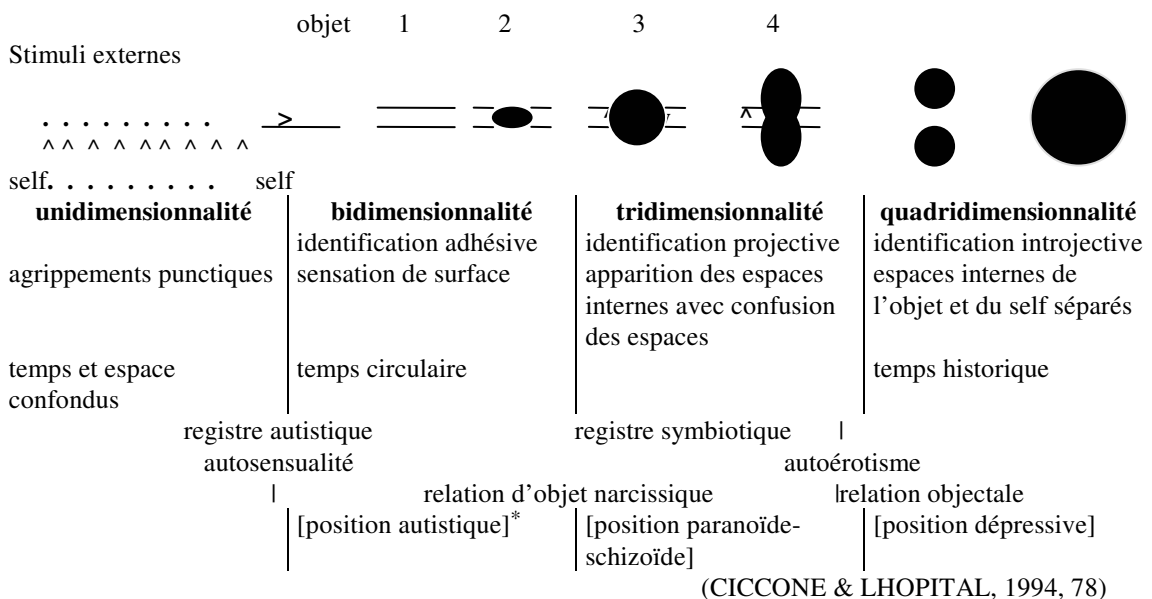 objet 1 2 3 4
Stimuli externes
. . . . . . . . .
>
^ ^ ^ ^ ^ ^ ^ ^ ^
self. . . . . . . . . self
unidimensionnalité bidimensionnalité tridimensionnalité quadridimensionnalité
identification adhésive identification projective identification introjective
agrippements punctiques sensation de surface apparition des espaces espaces internes de
internes avec confusion l’objet et du self séparés
des espaces
temps et espace temps circulaire temps historique
confondus
registre autistique registre symbiotique
autosensualité autoérotisme
relation d’objet narcissique relation objectale
[position autistique]* [position paranoïde- [position dépressive]
schizoïde]
(CICCONE & LHOPITAL, 1994, 78)